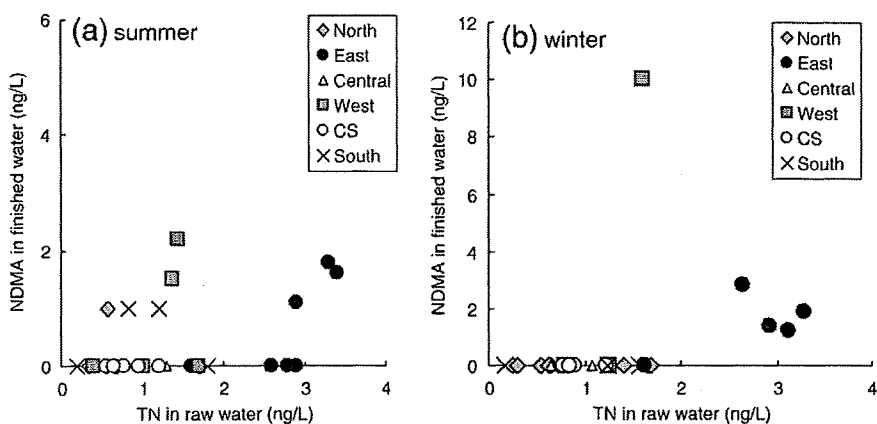 (a) summer
North
East
Central
West
CS
South
NDMA in finished water (ng/L)
6
4
2
0
0 1 2 3 4
TN in raw water (ng/L)
(b) winter
North
East
Central
West
CS
South
NDMA in finished water (ng/L)
12
10
8
6
4
2
0
0 1 2 3 4
TN in raw water (ng/L)